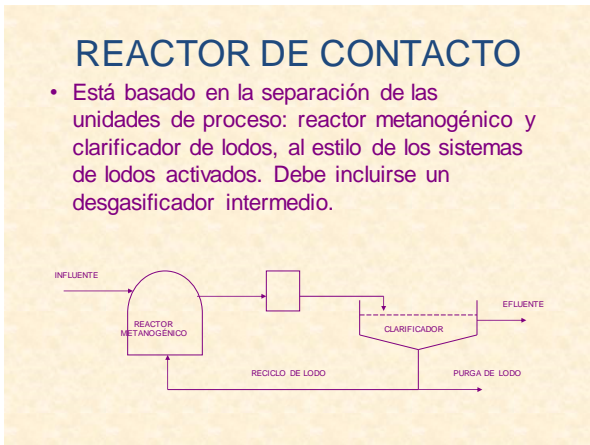 REACTOR DE CONTACTO
• Está basado en la separación de las
unidades de proceso: reactor metanogénico y
clarificador de lodos, al estilo de los sistemas
de lodos activados. Debe incluirse un
desgasificador intermedio.
INFLUENTE
EFLUENTE
REACTOR
METANOGÉNICO
CLARIFICADOR
RECICLO DE LODO
PURGA DE LODO